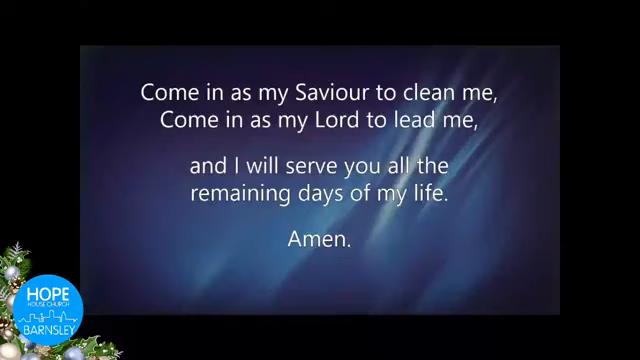 Come in as my Saviour to clean me,
Come in as my Lord to lead me,
and I will serve you all the
remaining days of my life.
Amen.
HOPE
HOUSE CHURCH
BARNSLEY